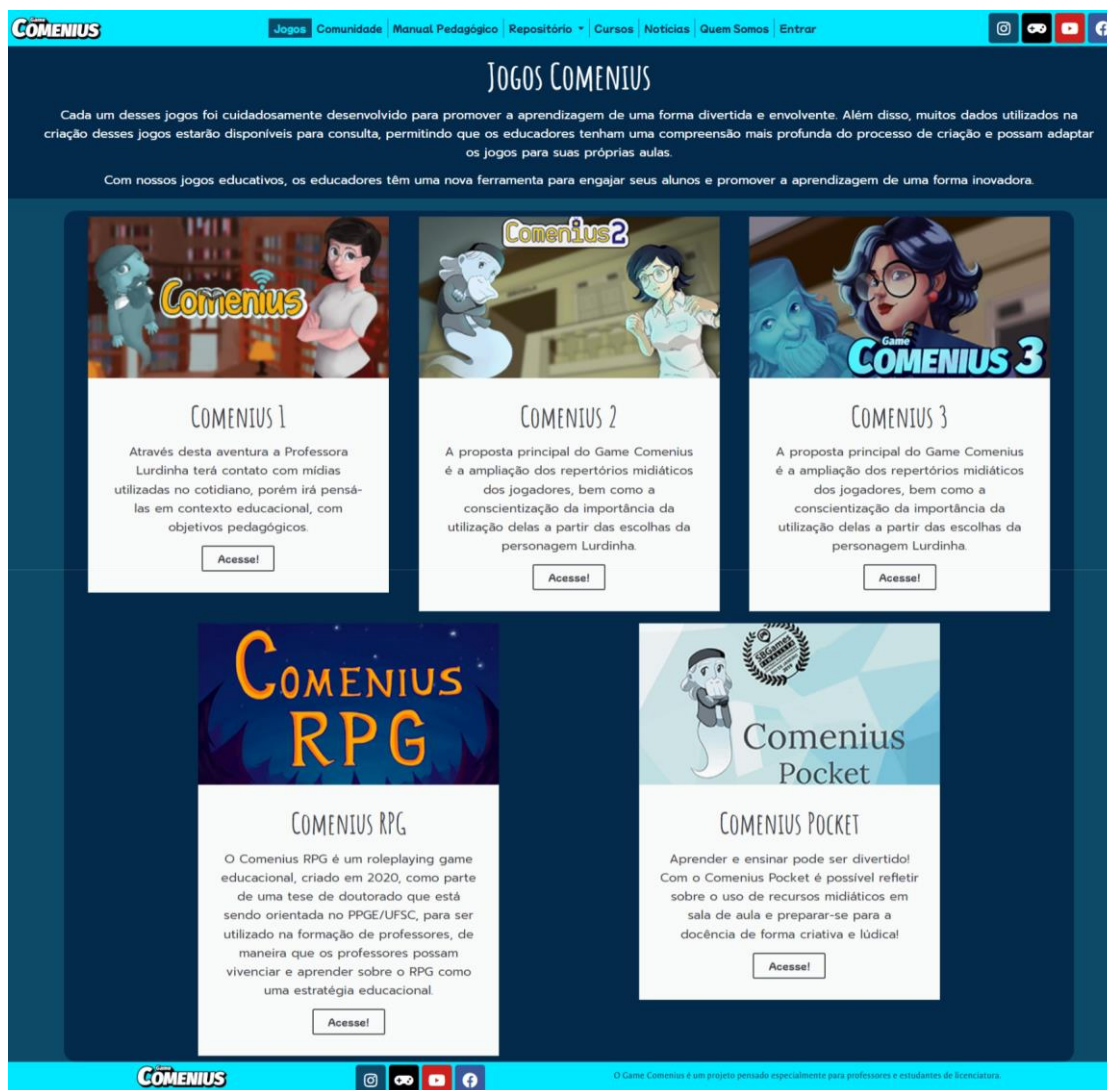 Game
COMENIUS
Jogos Comunidade Manual Pedagógico Repositório Cursos Notícias Quem Somos Entrar
JOGOS COMENIUS
Cada um desses jogos foi cuidadosamente desenvolvido para promover a aprendizagem de uma forma divertida e envolvente. Além disso, muitos dados utilizados na
criação desses jogos estarão disponíveis para consulta, permitindo que os educadores tenham uma compreensão mais profunda do processo de criação e possam adaptar
os jogos para suas próprias aulas.
Com nossos jogos educativos, os educadores têm uma nova ferramenta para engajar seus alunos e promover a aprendizagem de uma forma inovadora.
Comenius
COMENIUS 1
Através desta aventura a Professora
Lurdinha terá contato com mídias
utilizadas no cotidiano, porém irá pensá-
las em contexto educacional, com
objetivos pedagógicos.
Acesse!
Comenius 2
COMENIUS 2
A proposta principal do Game Comenius
é a ampliação dos repertórios midiáticos
dos jogadores, bem como a
conscientização da importância da
utilização delas a partir das escolhas da
personagem Lurdinha.
Acesse!
Game
COMENIUS 3
COMENIUS 3
A proposta principal do Game Comenius
é a ampliação dos repertórios midiáticos
dos jogadores, bem como a
conscientização da importância da
utilização delas a partir das escolhas da
personagem Lurdinha.
Acesse!
COMENIUS
RPG
COMENIUS RPG
O Comenius RPG é um roleplaying game
educacional, criado em 2020, como parte
de uma tese de doutorado que está
sendo orientada no PPGE/UFSC, para ser
utilizado na formação de professores, de
maneira que os professores possam
vivenciar e aprender sobre o RPG como
uma estratégia educacional.
Acesse!
SBGames
FINALISTA
2019
Comenius
Pocket
COMENIUS POCKET
Aprender e ensinar pode ser divertido!
Com o Comenius Pocket é possível refletir
sobre o uso de recursos midiáticos em
sala de aula e preparar-se para a
docência de forma criativa e lúdica!
Acesse!
Game
COMENIUS
O Game Comenius é um projeto pensado especialmente para professores e estudantes de licenciatura.